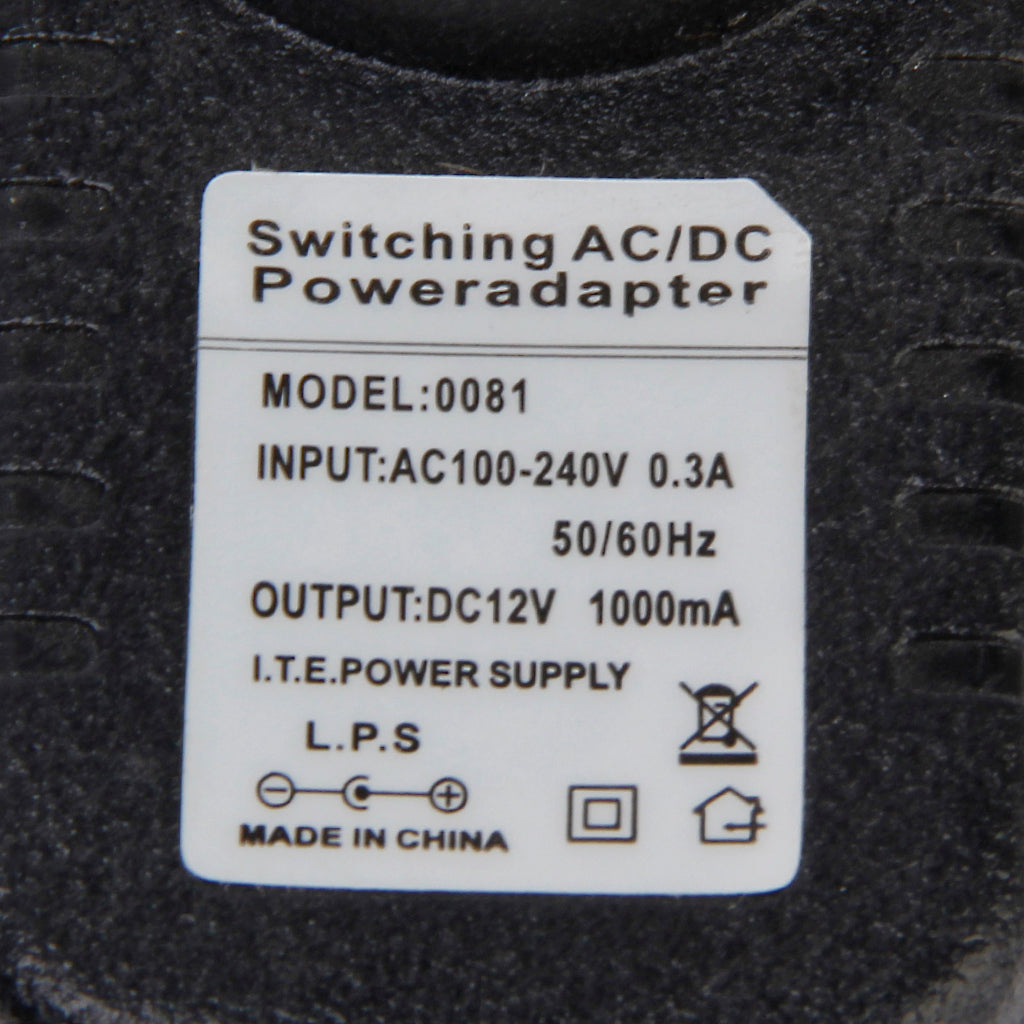 Switching AC/DC
Poweradapter
MODEL:0081
INPUT:AC100-240V 0.3A
50/60Hz
OUTPUT:DC12V 1000mA
I.T.E.POWER SUPPLY
L.P.S
MADE IN CHINA